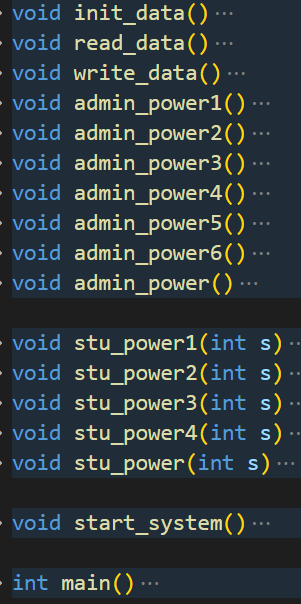 void init_data()···
void read_data()···
void write_data()···
void admin_power1()···
void admin_power2()···
void admin_power3()···
void admin_power4()···
void admin_power5()···
void admin_power6()···
void admin_power()···
void stu_power1(int s)···
void stu_power2(int s)···
void stu_power3(int s)···
void stu_power4(int s)···
void stu_power(int s)···
void start_system()···
int main()···